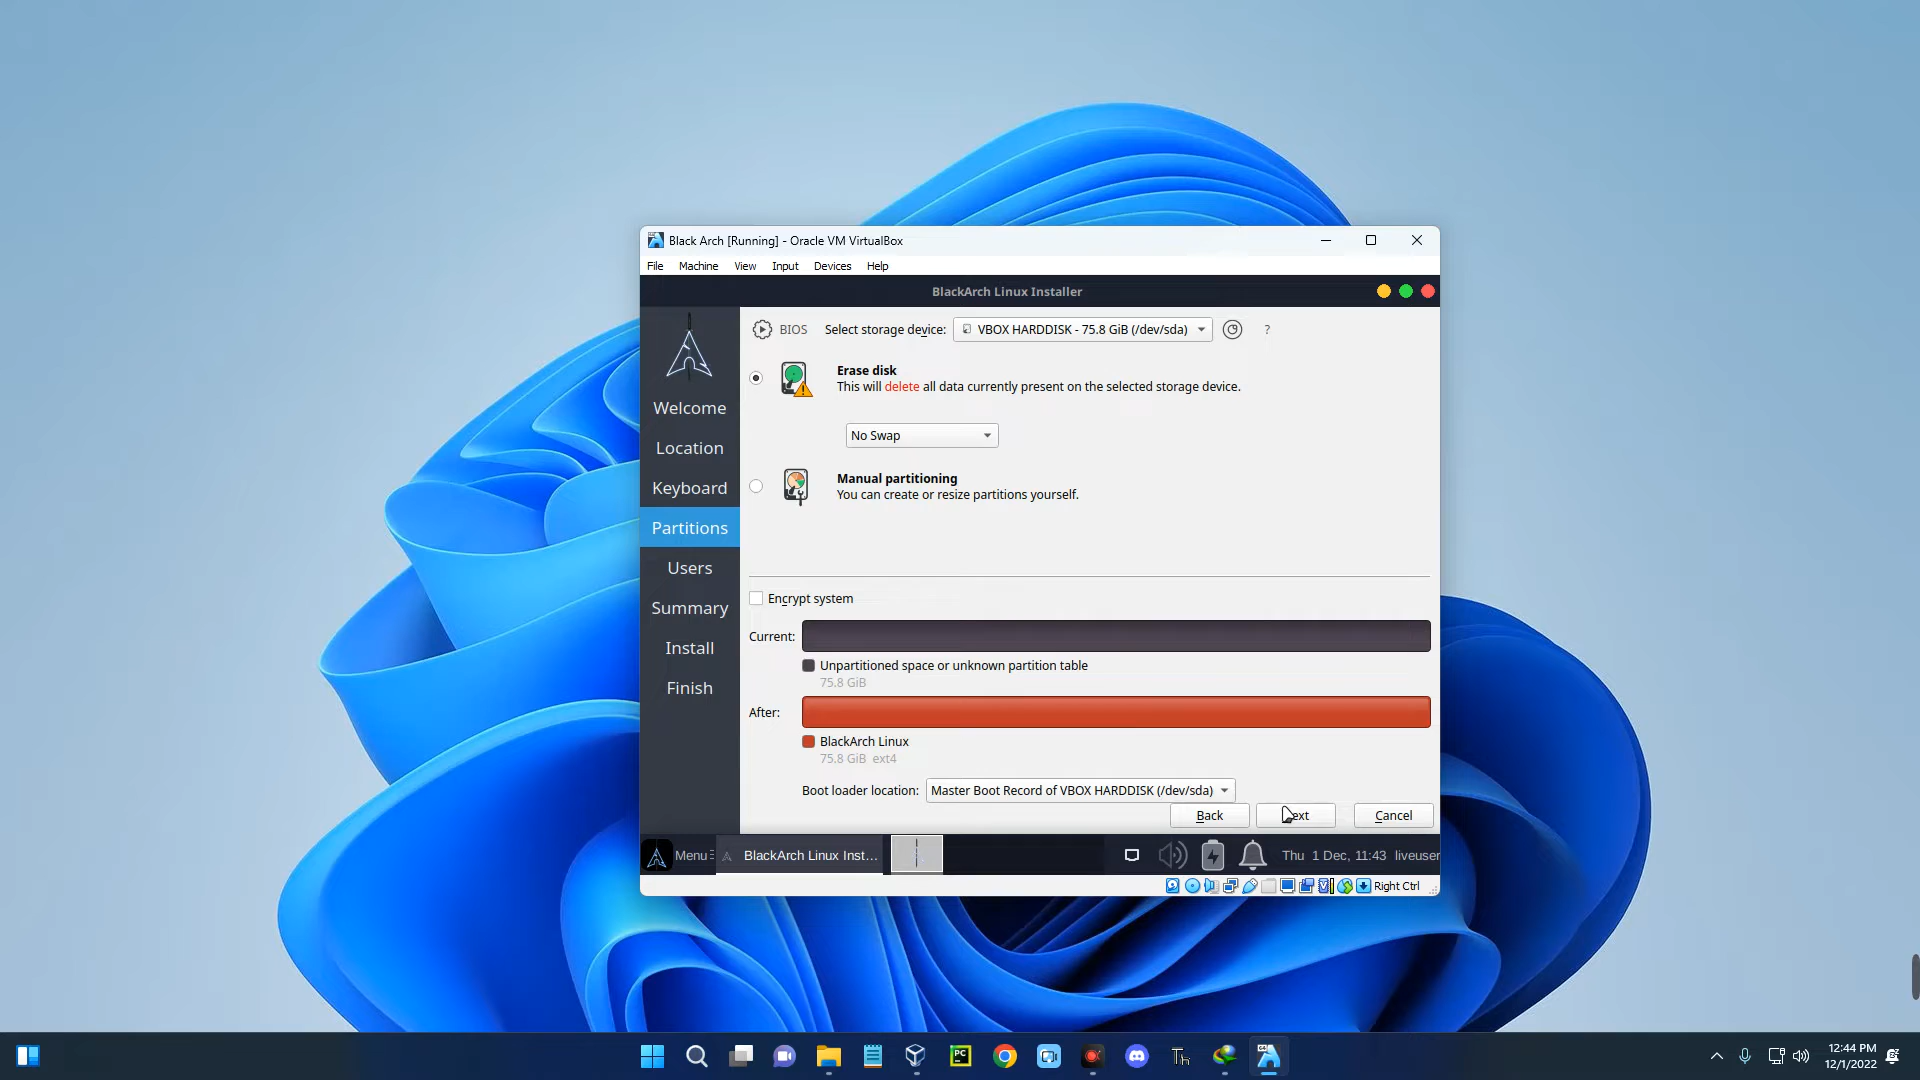 Black Arch [Running] - Oracle VM VirtualBox
File Machine View Input Devices Help
BlackArch Linux Installer
BIOS Select storage device: VBOX HARDDISK - 75.8 GiB (/dev/sda) ?
Erase disk
This will delete all data currently present on the selected storage device.
No Swap
Manual partitioning
You can create or resize partitions yourself.
Welcome
Location
Keyboard
Partitions
Users
Summary
Install
Finish
Encrypt system
Current:
Unpartitioned space or unknown partition table
75.8 GiB
After:
BlackArch Linux
75.8 GiB ext4
Boot loader location: Master Boot Record of VBOX HARDDISK (/dev/sda)
Back Next Cancel
Menu BlackArch Linux Inst... Thu 1 Dec, 11:43 liveuser
Right Ctrl
PC
Th
12:44 PM
12/1/2022